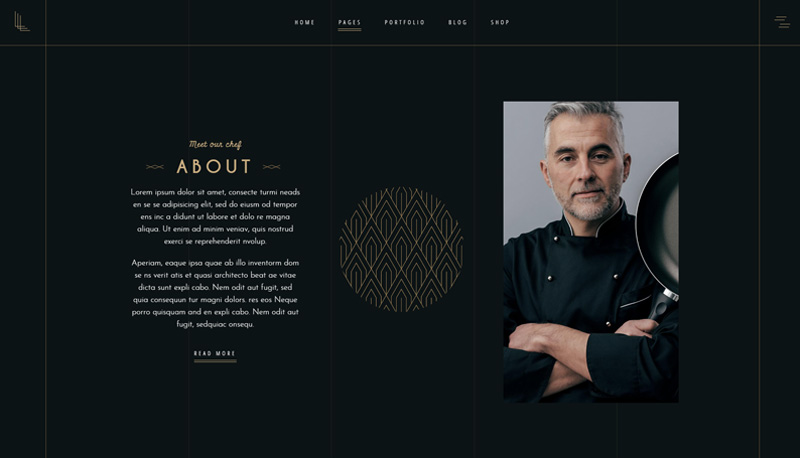 HOME PAGES PORTFOLIO BLOG SHOP
Meet our chef
ABOUT
Lorem ipsum dolor sit amet, consecte turmi neads
en se se adipisicing elit, sed do eiusm od tempor
ens inc a didunt ut labore et dolo re magna
aliqua. Ut enim ad minim veniav, quis nostrud
exerci se reprehenderit nvolup.
Aperiam, eaque ipsa quae ab illo inventorm dom
se ns verit atis et quasi architecto beat ae vitae
dicta sunt expli cabo. Nem odit aut fugit, sed
quia consequun tur magni dolors. res eos Neque
porro quisquam and en expli cabo. Nem odit aut
fugit, sedquiac onsequ.
READ MORE